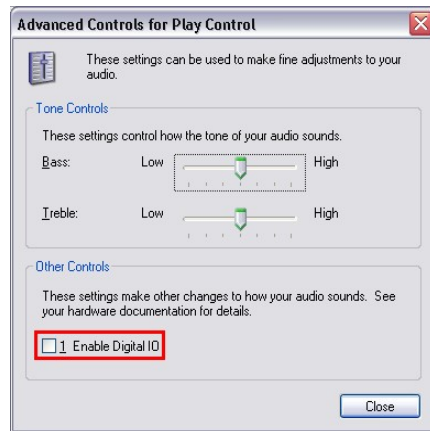 Advanced Controls for Play Control
These settings can be used to make fine adjustments to your
audio.
Tone Controls
These settings control how the tone of your audio sounds.
Bass: Low High
Treble: Low High
Other Controls
These settings make other changes to how your audio sounds. See
your hardware documentation for details.
1 Enable Digital IO
Close